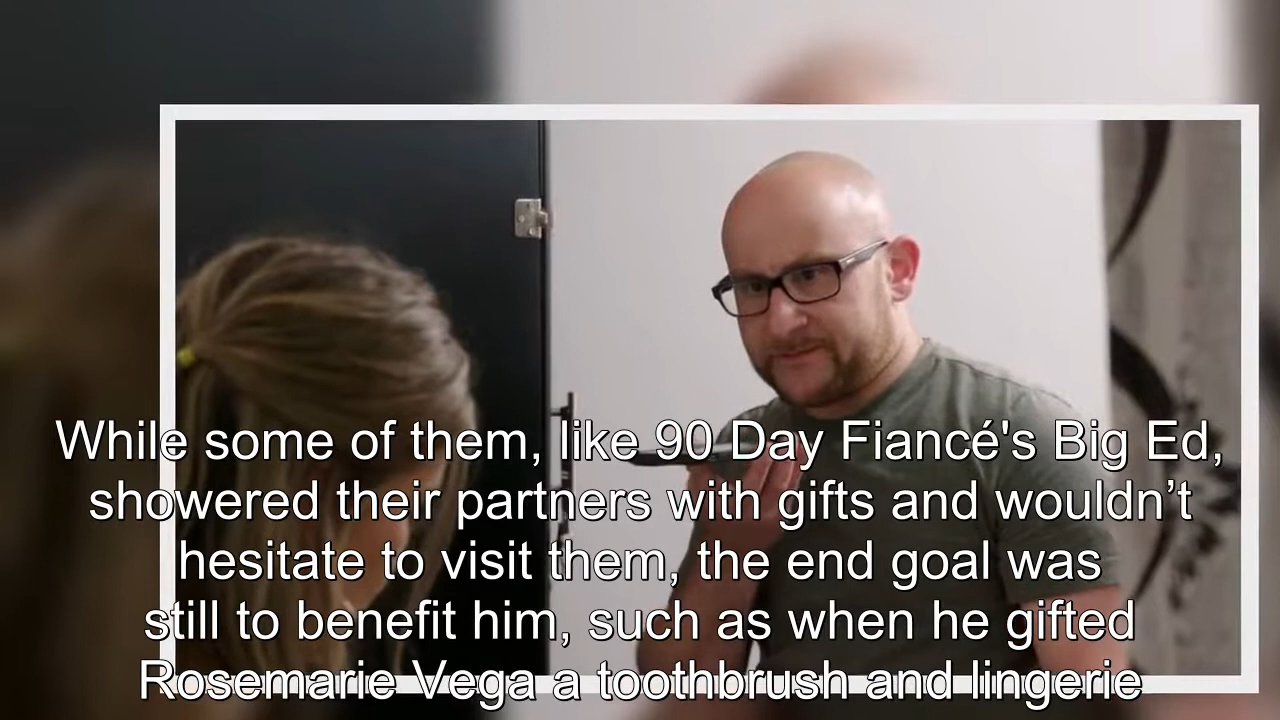 While some of them, like 90 Day Fiancé's Big Ed,
showered their partners with gifts and wouldn’t
hesitate to visit them, the end goal was
still to benefit him, such as when he gifted
Rosemarie Vega a toothbrush and lingerie